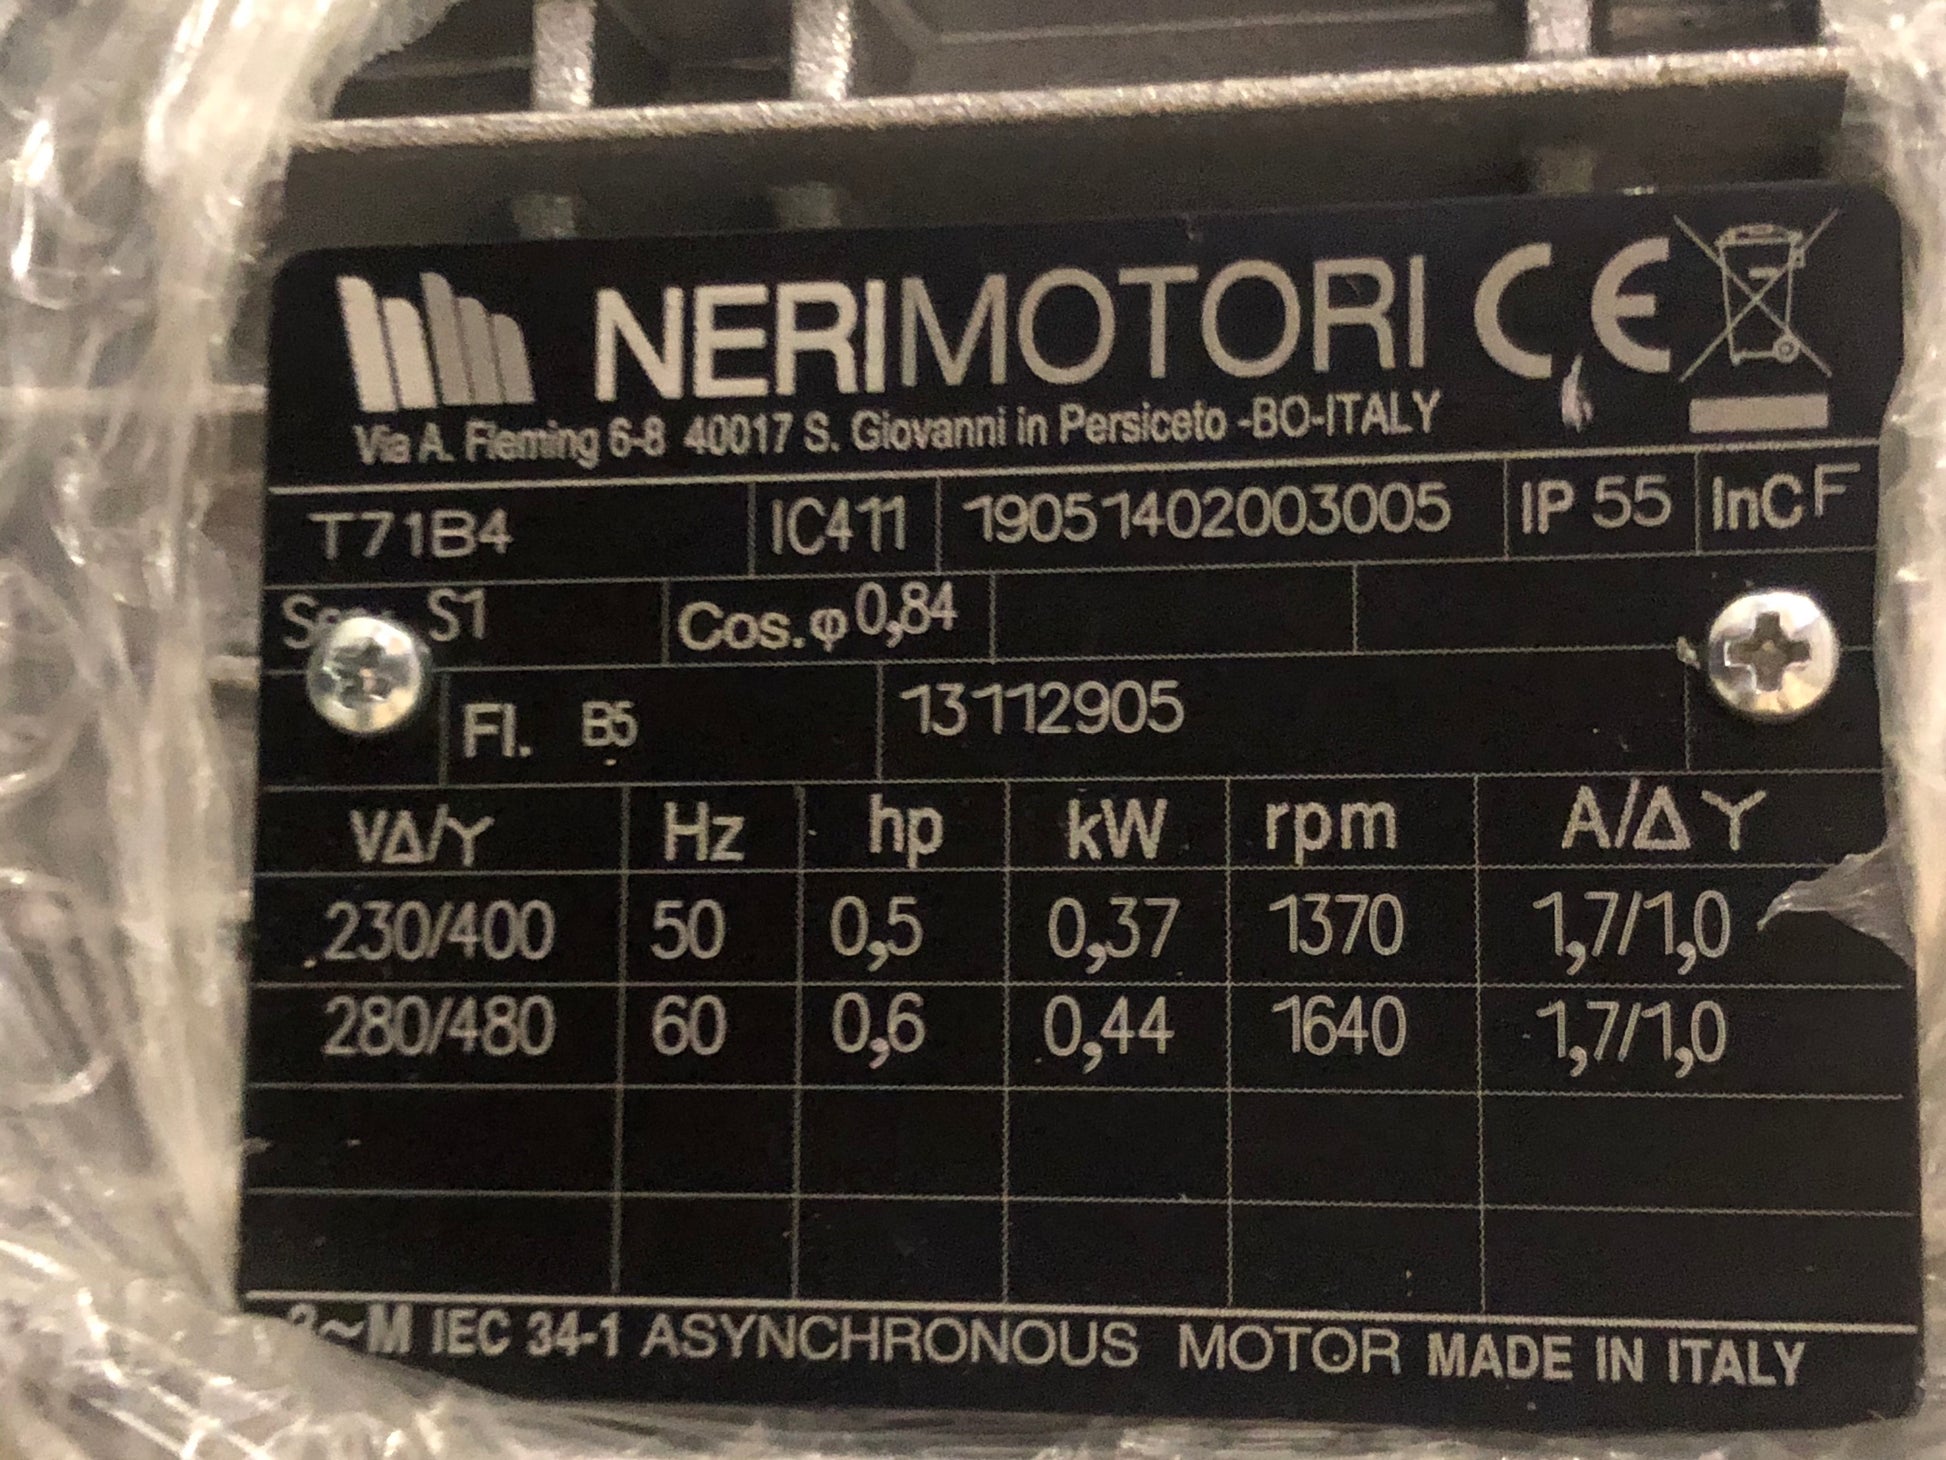 NERIMOTORI CE
Via A. Fleming 6-8 40017 S. Giovanni in Persiceto -BO-ITALY
T71B4 IC411 19051402003005 IP 55 InCF
S1 Cos.φ 0,84
Fl. B5 13112905
VΔ/Y Hz hp kW rpm A/Δ Y
230/400 50 0,5 0,37 1370 1,7/1,0
280/480 60 0,6 0,44 1640 1,7/1,0
3~M IEC 34-1 ASYNCHRONOUS MOTOR MADE IN ITALY